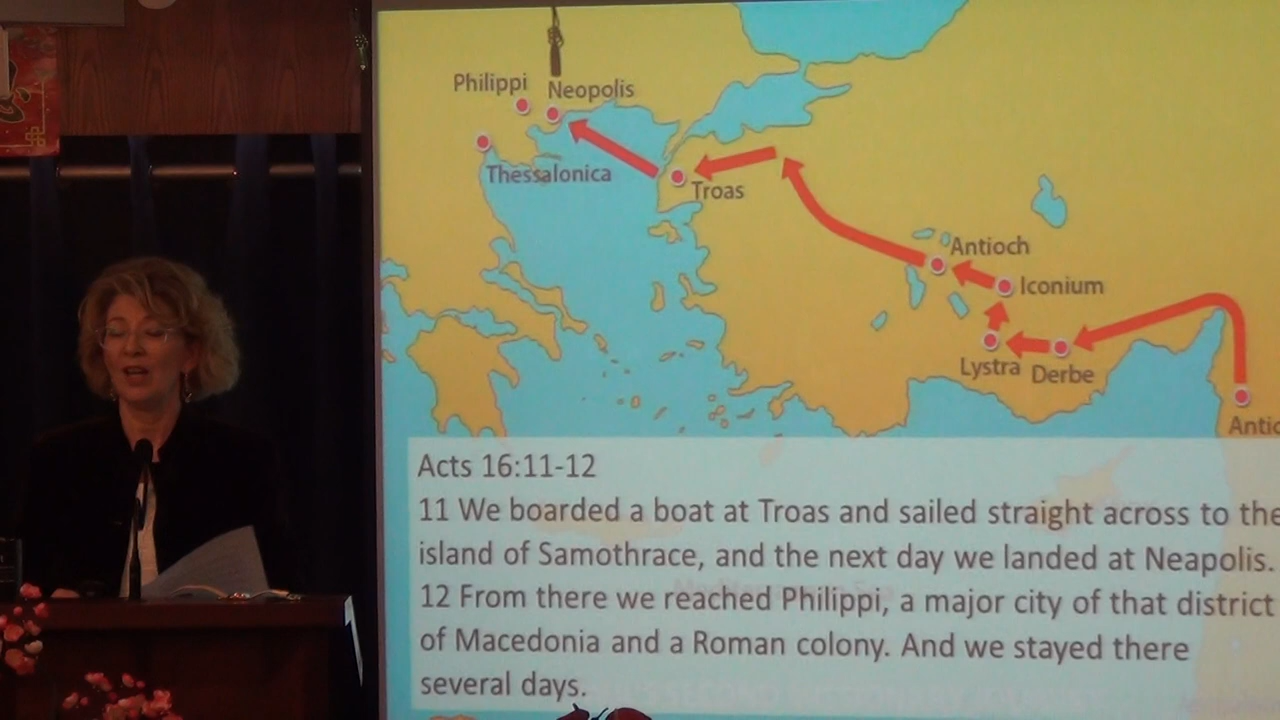 Philippi
Neopolis
Thessalonica
Troas
Antioch
Iconium
Lystra
Derbe
Antic
Acts 16:11-12
11 We boarded a boat at Troas and sailed straight across to the
island of Samothrace, and the next day we landed at Neapolis.
12 From there we reached Philippi, a major city of that district
of Macedonia and a Roman colony. And we stayed there
several days.